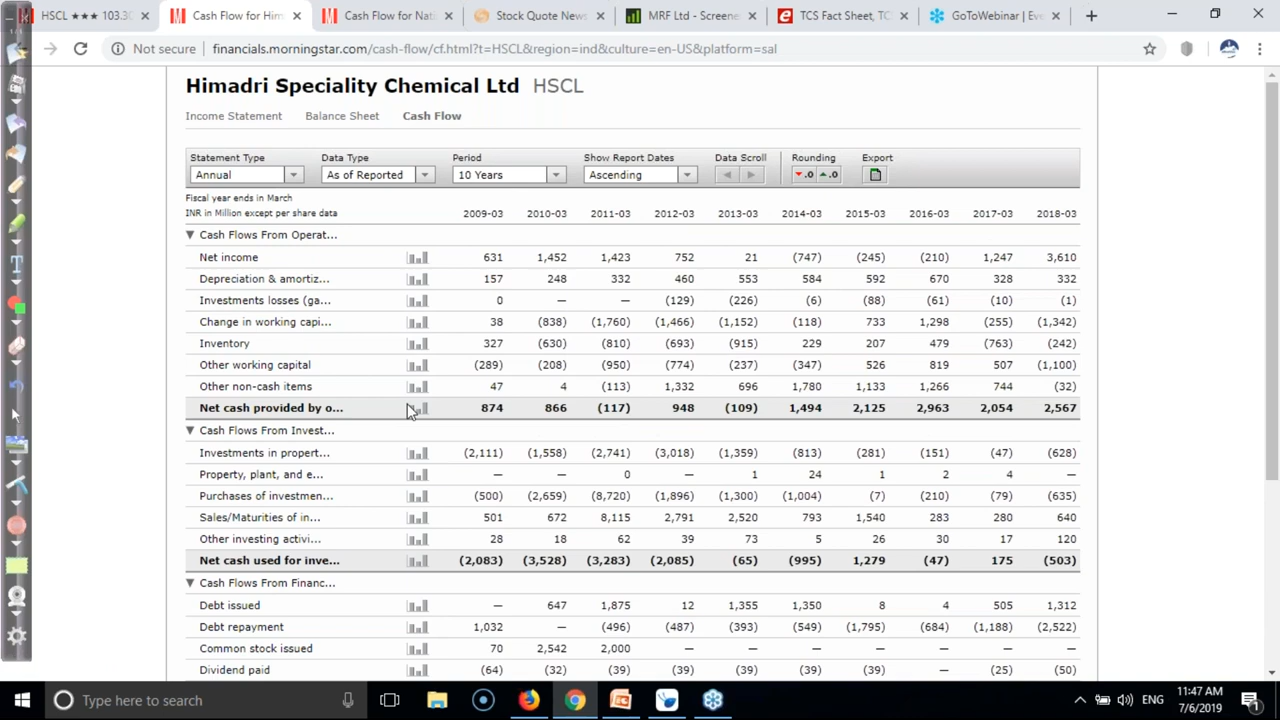 HSCL ★★★ 103.30
Cash Flow for Him
Cash Flow for Nata
Stock Quote News
MRF Ltd - Screene
TCS Fact Sheet, TC
GoToWebinar | Eve
Not secure | financials.morningstar.com/cash-flow/cf.html?t=HSCL&region=ind&culture=en-US&platform=sal
Himadri Speciality Chemical Ltd HSCL
Income Statement Balance Sheet Cash Flow
Statement Type Data Type Period Show Report Dates Data Scroll Rounding Export
Annual As of Reported 10 Years Ascending .0 .0
Fiscal year ends in March
INR in Million except per share data 2009-03 2010-03 2011-03 2012-03 2013-03 2014-03 2015-03 2016-03 2017-03 2018-03
Cash Flows From Operat...
Net income 631 1,452 1,423 752 21 (747) (245) (210) 1,247 3,610
Depreciation & amortiz... 157 248 332 460 553 584 592 670 328 332
Investments losses (ga... 0 — — (129) (226) (6) (88) (61) (10) (1)
Change in working capi... 38 (838) (1,760) (1,466) (1,152) (118) 733 1,298 (255) (1,342)
Inventory 327 (630) (810) (693) (915) 229 207 479 (763) (242)
Other working capital (289) (208) (950) (774) (237) (347) 526 819 507 (1,100)
Other non-cash items 47 4 (113) 1,332 696 1,780 1,133 1,266 744 (32)
Net cash provided by o... 874 866 (117) 948 (109) 1,494 2,125 2,963 2,054 2,567
Cash Flows From Invest...
Investments in propert... (2,111) (1,558) (2,741) (3,018) (1,359) (813) (281) (151) (47) (628)
Property, plant, and e... — — 0 — 1 24 1 2 4 —
Purchases of investmen... (500) (2,659) (8,720) (1,896) (1,300) (1,004) (7) (210) (79) (635)
Sales/Maturities of in... 501 672 8,115 2,791 2,520 793 1,540 283 280 640
Other investing activi... 28 18 62 39 73 5 26 30 17 120
Net cash used for inve... (2,083) (3,528) (3,283) (2,085) (65) (995) 1,279 (47) 175 (503)
Cash Flows From Financ...
Debt issued — 647 1,875 12 1,355 1,350 8 4 505 1,312
Debt repayment 1,032 — (496) (487) (393) (549) (1,795) (684) (1,188) (2,522)
Common stock issued 70 2,542 2,000 — — — — — — —
Dividend paid (64) (32) (39) (39) (39) (39) (39) — (25) (50)
Type here to search
ENG
11:47 AM
7/6/2019